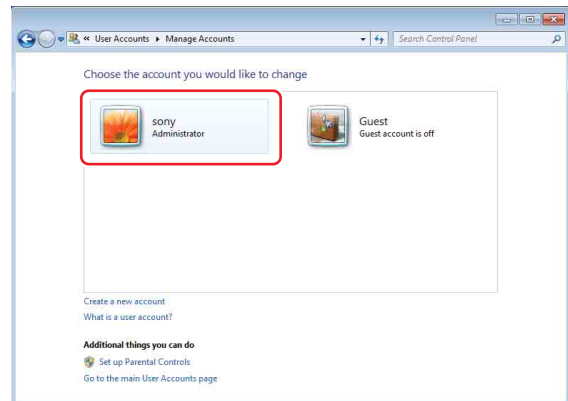 « User Accounts ▸ Manage Accounts Search Control Panel
Choose the account you would like to change
sony
Administrator
Guest
Guest account is off
Create a new account
What is a user account?
Additional things you can do
Set up Parental Controls
Go to the main User Accounts page